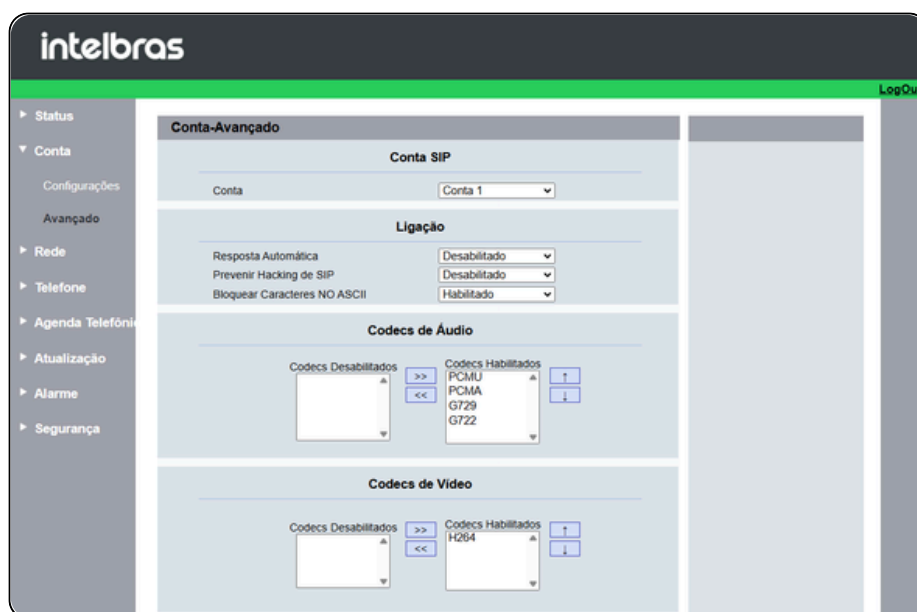 intelbras
LogOu
Status
Conta
Configurações
Avançado
Rede
Telefone
Agenda Telefôni
Atualização
Alarme
Segurança
Conta-Avançado
Conta SIP
Conta Conta 1
Ligação
Resposta Automática Desabilitado
Prevenir Hacking de SIP Desabilitado
Bloquear Caracteres NO ASCII Habilitado
Codecs de Áudio
Codecs Desabilitados >> Codecs Habilitados ↑
<< ↓
PCMU
PCMA
G729
G722
Codecs de Vídeo
Codecs Desabilitados >> Codecs Habilitados ↑
<< ↓
H264